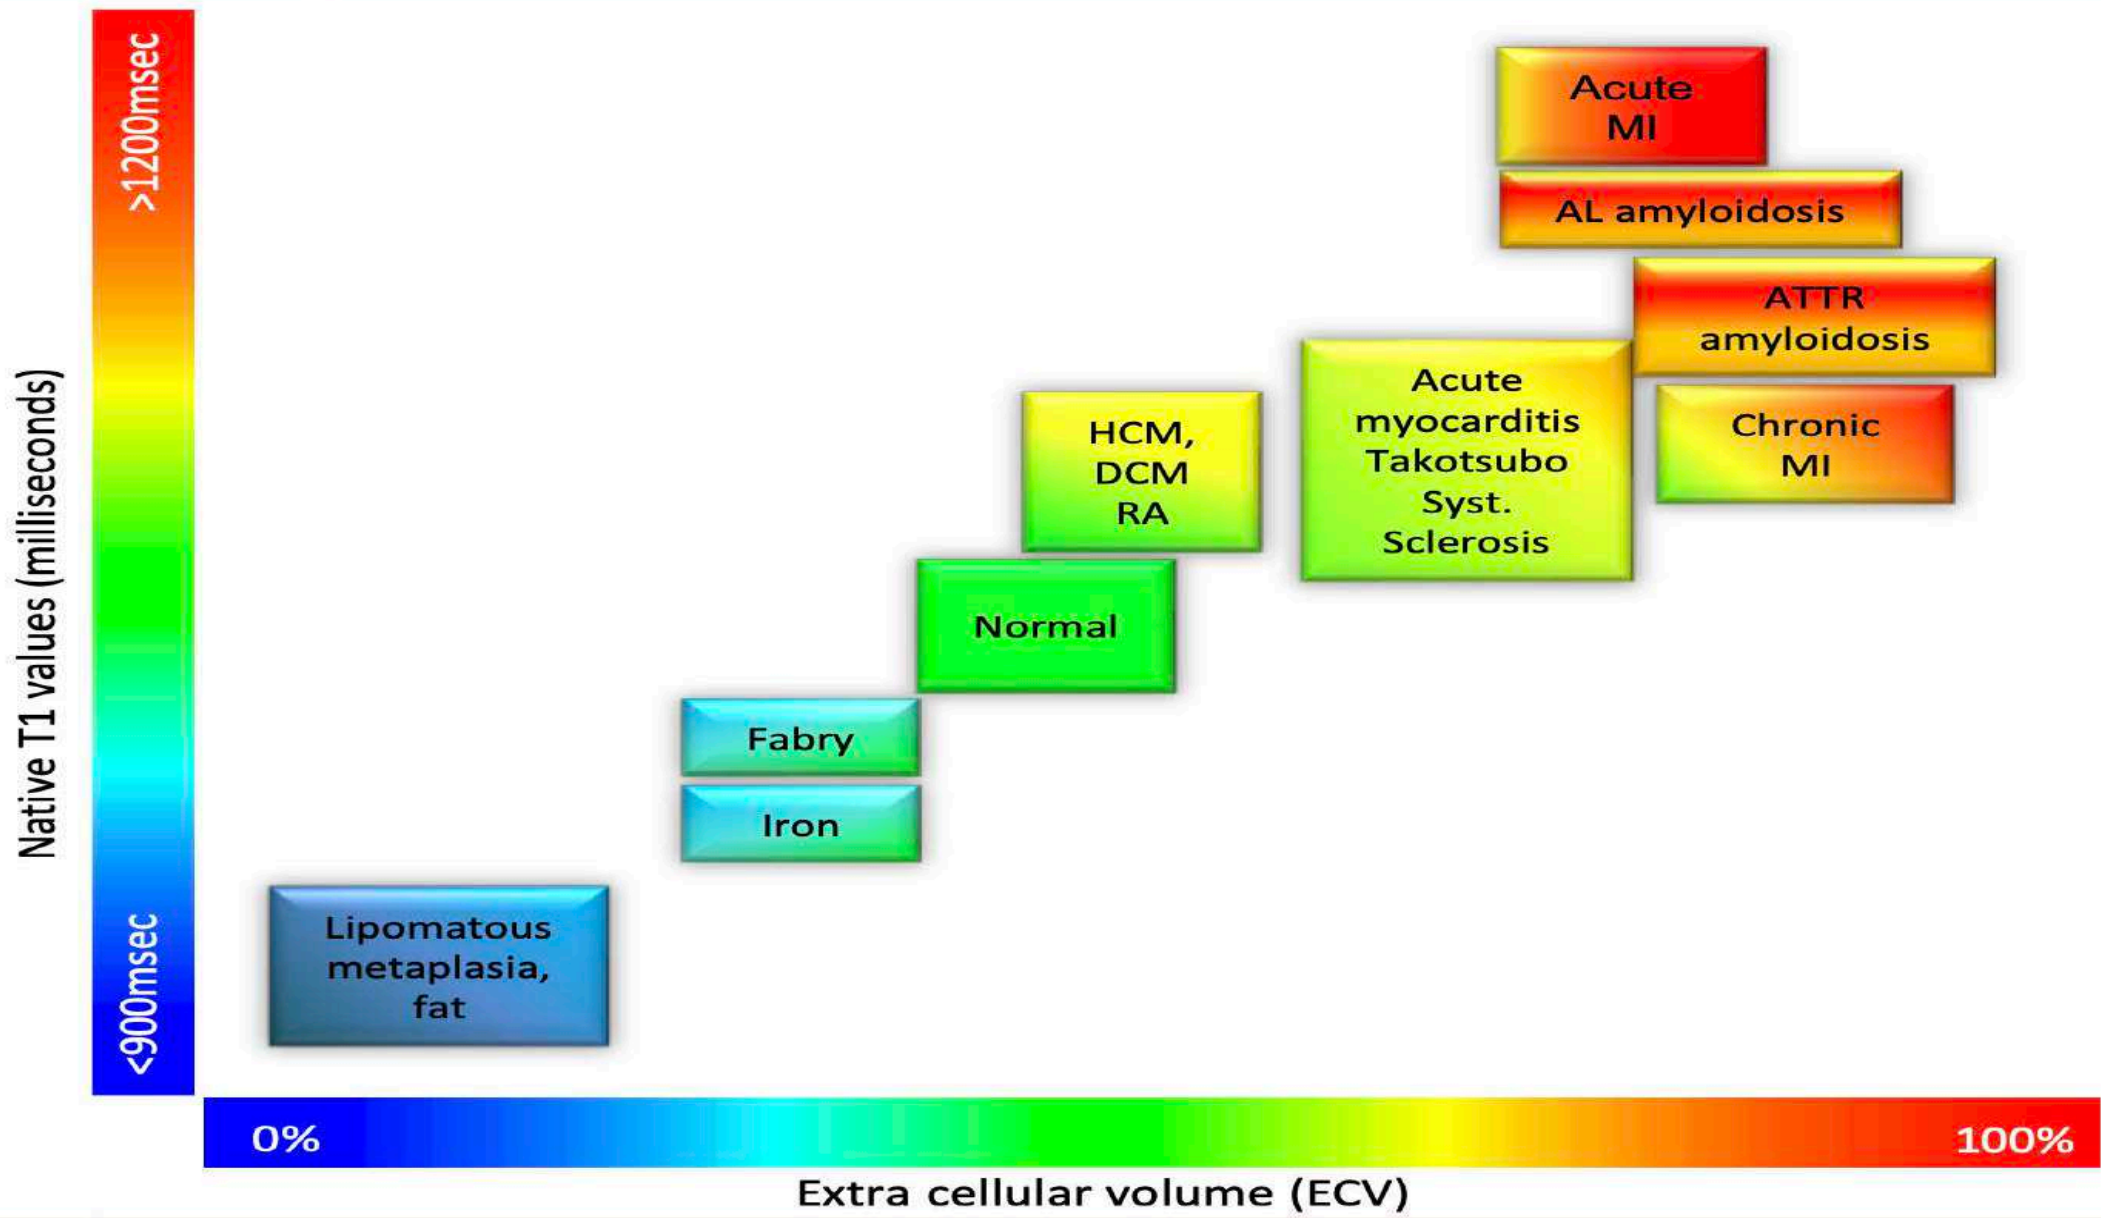 >1200msec
<900msec
Native T1 values (milliseconds)
Acute
MI
AL amyloidosis
ATTR
amyloidosis
Acute
myocarditis
Takotsubo
Syst.
Sclerosis
Chronic
MI
HCM,
DCM
RA
Normal
Fabry
Iron
Lipomatous
metaplasia,
fat
0%
100%
Extra cellular volume (ECV)